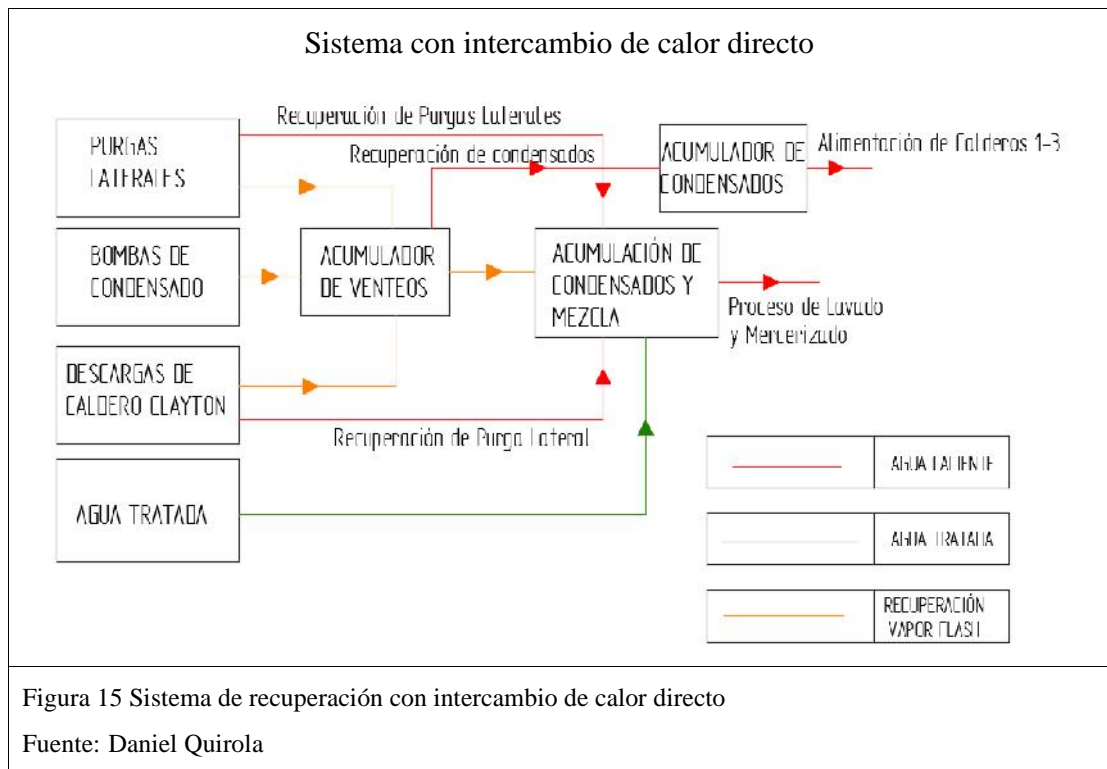 Sistema con intercambio de calor directo
Recuperación de Purgas Laterales
PURGAS
LATERALES
Recuperación de condensados
ACUMULADOR DE
CONDENSADOS
Alimentación de Calderos 1-3
BOMBAS DE
CONDENSADO
ACUMULADOR
DE VENTEOS
ACUMULACIÓN DE
CONDENSADOS Y
MEZCLA
Proceso de Lavado
y Mercerizado
DESCARGAS DE
CALDERO CLAYTON
Recuperación de Purga Lateral
AGUA TRATADA
AGUA CALIENTE
AGUA TRATADA
RECUPERACIÓN
VAPOR FLASH
Figura 15 Sistema de recuperación con intercambio de calor directo
Fuente: Daniel Quirola